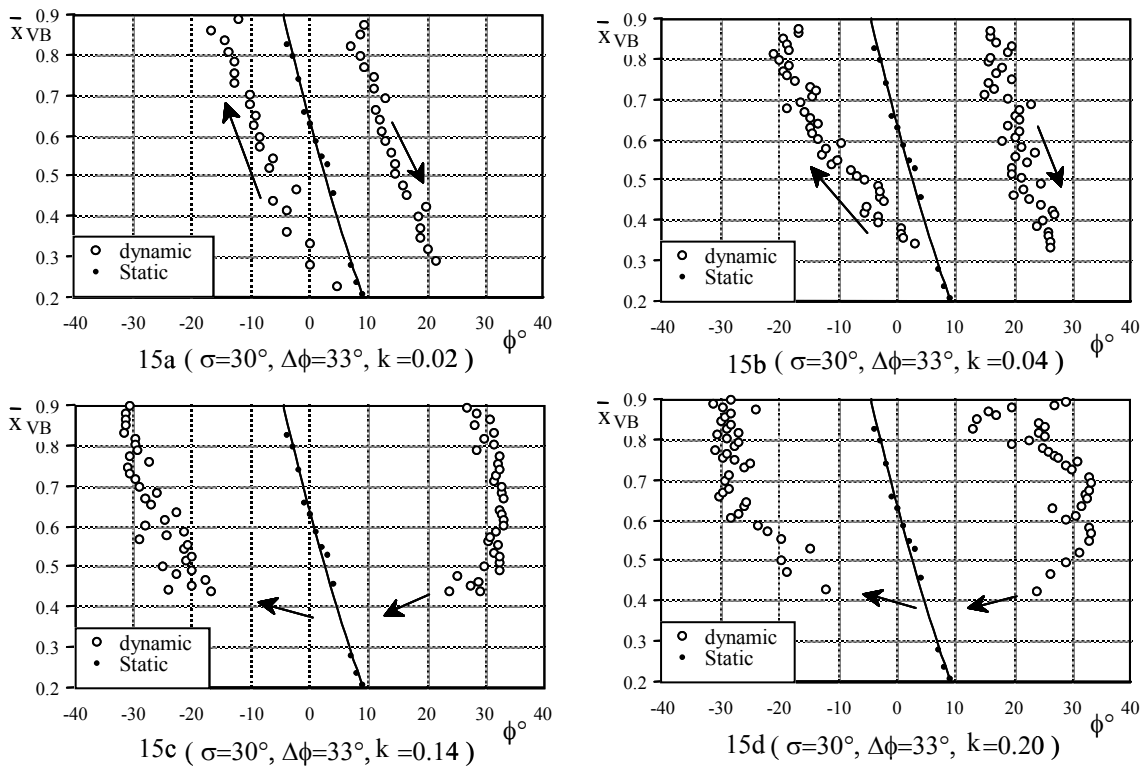 x̄VB
0.9
0.8
0.7
0.6
0.5
0.4
0.3
0.2
dynamic
Static
-40 -30 -20 -10 0 10 20 30 40
ϕ°
15a ( σ=30°, Δϕ=33°, k =0.02 )
x̄VB
0.9
0.8
0.7
0.6
0.5
0.4
0.3
0.2
dynamic
Static
-40 -30 -20 -10 0 10 20 30 40
ϕ°
15b ( σ=30°, Δϕ=33°, k =0.04 )
x̄VB
0.9
0.8
0.7
0.6
0.5
0.4
0.3
0.2
dynamic
Static
-40 -30 -20 -10 0 10 20 30 40
ϕ°
15c ( σ=30°, Δϕ=33°, k =0.14 )
x̄VB
0.9
0.8
0.7
0.6
0.5
0.4
0.3
0.2
dynamic
Static
-40 -30 -20 -10 0 10 20 30 40
ϕ°
15d ( σ=30°, Δϕ=33°, k=0.20 )